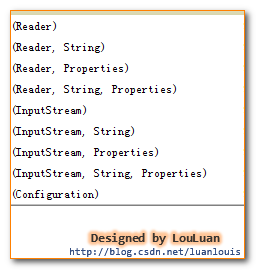 (Reader)
(Reader, String)
(Reader, Properties)
(Reader, String, Properties)
(InputStream)
(InputStream, String)
(InputStream, Properties)
(InputStream, String, Properties)
(Configuration)
Designed by LouLuan
http://blog.csdn.net/luanlouis